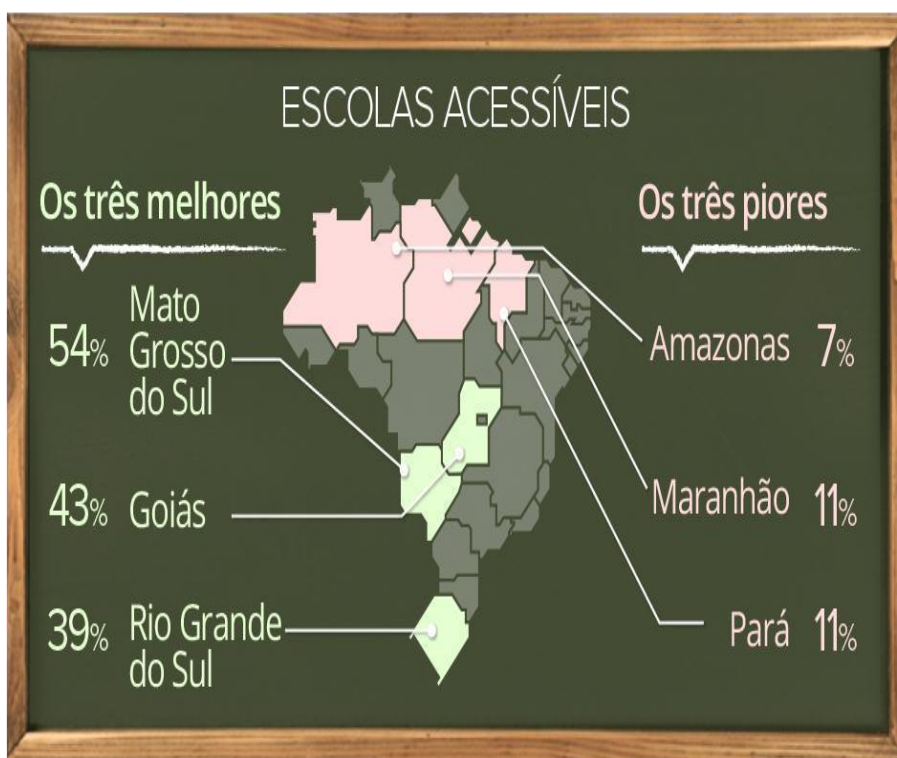 ESCOLAS ACESSÍVEIS
Os três melhores
54% Mato
Grosso
do Sul
43% Goiás
39% Rio Grande
do Sul
Os três piores
Amazonas 7%
Maranhão 11%
Pará 11%